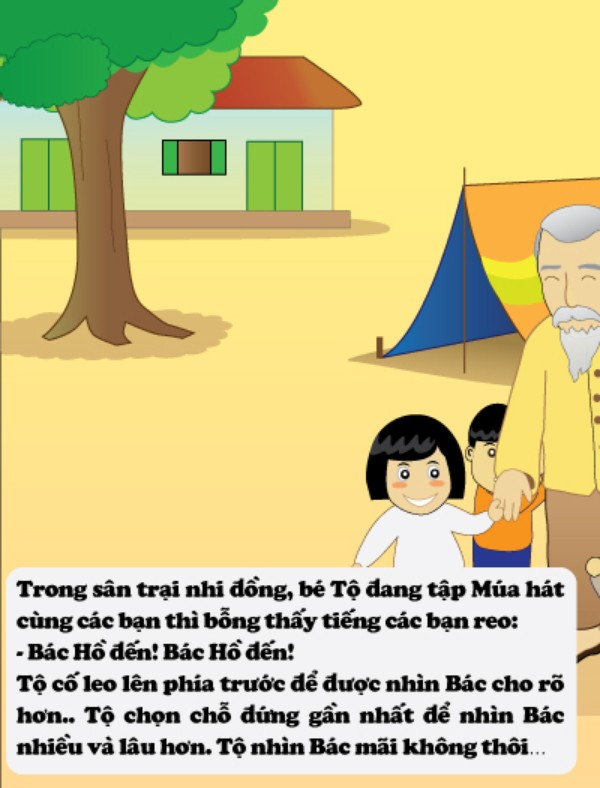 Trong sân trại nhi đồng, bé Tộ đang tập Múa hát
cùng các bạn thì bỗng thấy tiếng các bạn reo:
- Bác Hồ đến! Bác Hồ đến!
Tộ cố leo lên phía trước để được nhìn Bác cho rõ
hơn.. Tộ chọn chỗ đứng gần nhất để nhìn Bác
nhiều và lâu hơn. Tộ nhìn Bác mãi không thôi...